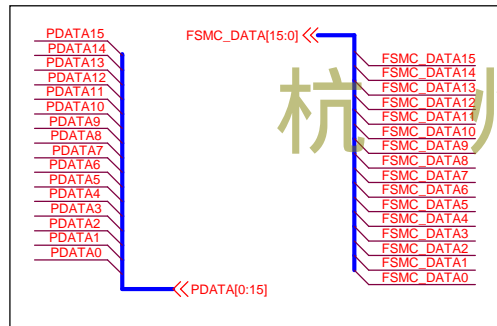 PDATA15
PDATA14
PDATA13
PDATA12
PDATA11
PDATA10
PDATA9
PDATA8
PDATA7
PDATA6
PDATA5
PDATA4
PDATA3
PDATA2
PDATA1
PDATA0
PDATA[0:15]
FSMC_DATA[15:0]
FSMC_DATA15
FSMC_DATA14
FSMC_DATA13
FSMC_DATA12
FSMC_DATA11
FSMC_DATA10
FSMC_DATA9
FSMC_DATA8
FSMC_DATA7
FSMC_DATA6
FSMC_DATA5
FSMC_DATA4
FSMC_DATA3
FSMC_DATA2
FSMC_DATA1
FSMC_DATA0
杭